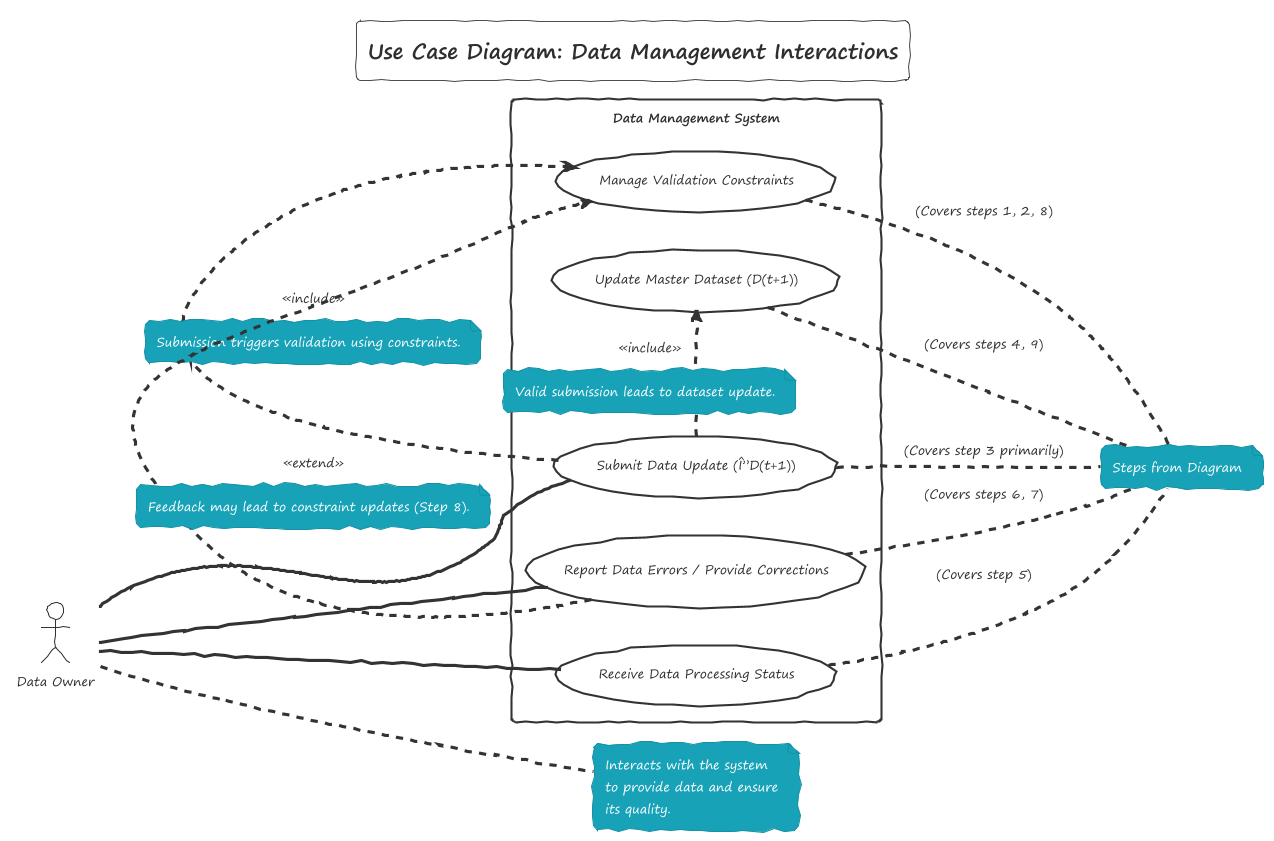 Use Case Diagram: Data Management Interactions
Data Management System
Manage Validation Constraints
(Covers steps 1, 2, 8)
Update Master Dataset (D(t+1))
«include»
Submission triggers validation using constraints.
«include»
(Covers steps 4, 9)
Valid submission leads to dataset update.
(Covers step 3 primarily)
«extend»
Submit Data Update (Î”D(t+1))
Steps from Diagram
(Covers steps 6, 7)
Feedback may lead to constraint updates (Step 8).
Report Data Errors / Provide Corrections
(Covers step 5)
Receive Data Processing Status
Data Owner
Interacts with the system
to provide data and ensure
its quality.